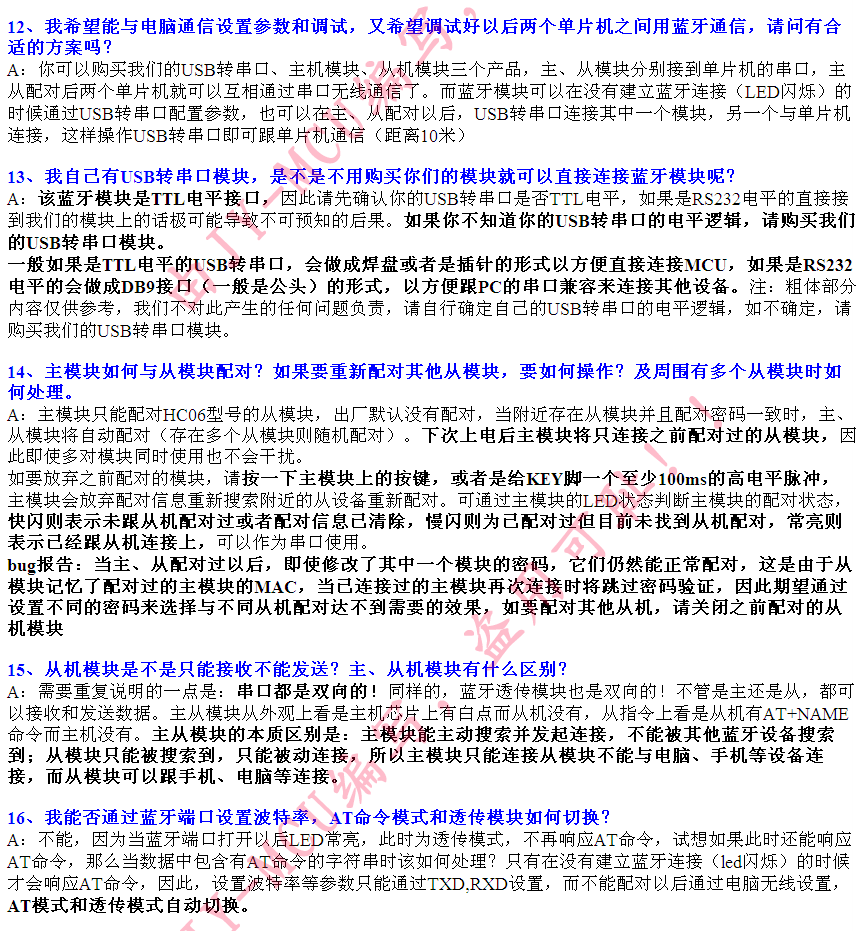 12、我希望能与电脑通信设置参数和调试，又希望调试好以后两个单片机之间用蓝牙通信，请问有合
适的方案吗？
A：你可以购买我们的USB转串口、主机模块、从机模块三个产品，主、从模块分别接到单片机的串口，主
从配对后两个单片机就可以互相通过串口无线通信了。而蓝牙模块可以在没有建立蓝牙连接（LED闪烁）的
时候通过USB转串口配置参数，也可以在主、从配对以后，USB转串口连接其中一个模块，另一个与单片机
连接，这样操作USB转串口即可跟单片机通信（距离10米）
13、我自己有USB转串口模块，是不是不用购买你们的模块就可以直接连接蓝牙模块呢？
A：该蓝牙模块是TTL电平接口，因此请先确认你的USB转串口是否TTL电平，如果是RS232电平的直接接
到我们的模块上的话极可能导致不可预知的后果。如果你不知道你的USB转串口的电平逻辑，请购买我们
的USB转串口模块。
一般如果是TTL电平的USB转串口，会做成焊盘或者是插针的形式以方便直接连接MCU，如果是RS232
电平的会做成DB9接口（一般是公头）的形式，以方便跟PC的串口兼容来连接其他设备。注：粗体部分
内容仅供参考，我们不对此产生的任何问题负责，请自行确定自己的USB转串口的电平逻辑，如不确定，请
购买我们的USB转串口模块。
14、主模块如何与从模块配对？如果要重新配对其他从模块，要如何操作？及周围有多个从模块时如
何处理。
A：主模块只能配对HC06型号的从模块，出厂默认没有配对，当附近存在从模块并且配对密码一致时，主、
从模块将自动配对（存在多个从模块则随机配对）。下次上电后主模块将只连接之前配对过的从模块，因
此即使多对模块同时使用也不会干扰。
如要放弃之前配对的模块，请按一下主模块上的按键，或者是给KEY脚一个至少100ms的高电平脉冲，
主模块会放弃配对信息重新搜索附近的从设备重新配对。可通过主模块的LED状态判断主模块的配对状态，
快闪则表示未跟从机配对过或者配对信息已清除，慢闪则为已配对过但目前未找到从机配对，常亮则
表示已经跟从机连接上，可以作为串口使用。
bug报告：当主、从配对过以后，即使修改了其中一个模块的密码，它们仍然能正常配对，这是由于从
模块记忆了配对过的主模块的MAC，当已连接过的主模块再次连接时将跳过密码验证，因此期望通过
设置不同的密码来选择与不同从机配对达不到需要的效果，如要配对其他从机，请关闭之前配对的从
机模块
15、从机模块是不是只能接收不能发送？主、从机模块有什么区别？
A：需要重复说明的一点是：串口都是双向的！同样的，蓝牙透传模块也是双向的！不管是主还是从，都可
以接收和发送数据。主从模块从外观上看是主机芯片上有白点而从机没有，从指令上看是从机有AT+NAME
命令而主机没有。主从模块的本质区别是：主模块能主动搜索并发起连接，不能被其他蓝牙设备搜索
到；从模块只能被搜索到，只能被动连接，所以主模块只能连接从模块不能与电脑、手机等设备连
接，而从模块可以跟手机、电脑等连接。
16、我能否通过蓝牙端口设置波特率，AT命令模式和透传模块如何切换？
A：不能，因为当蓝牙端口打开以后LED常亮，此时为透传模式，不再响应AT命令，试想如果此时还能响应
AT命令，那么当数据中包含有AT命令的字符串时该如何处理？只有在没有建立蓝牙连接（led闪烁）的时候
才会响应AT命令，因此，设置波特率等参数只能通过TXD,RXD设置，而不能配对以后通过电脑无线设置，
AT模式和透传模式自动切换。
由JY-MCU编写，
盗用可耻！！
JY-MCU编写，